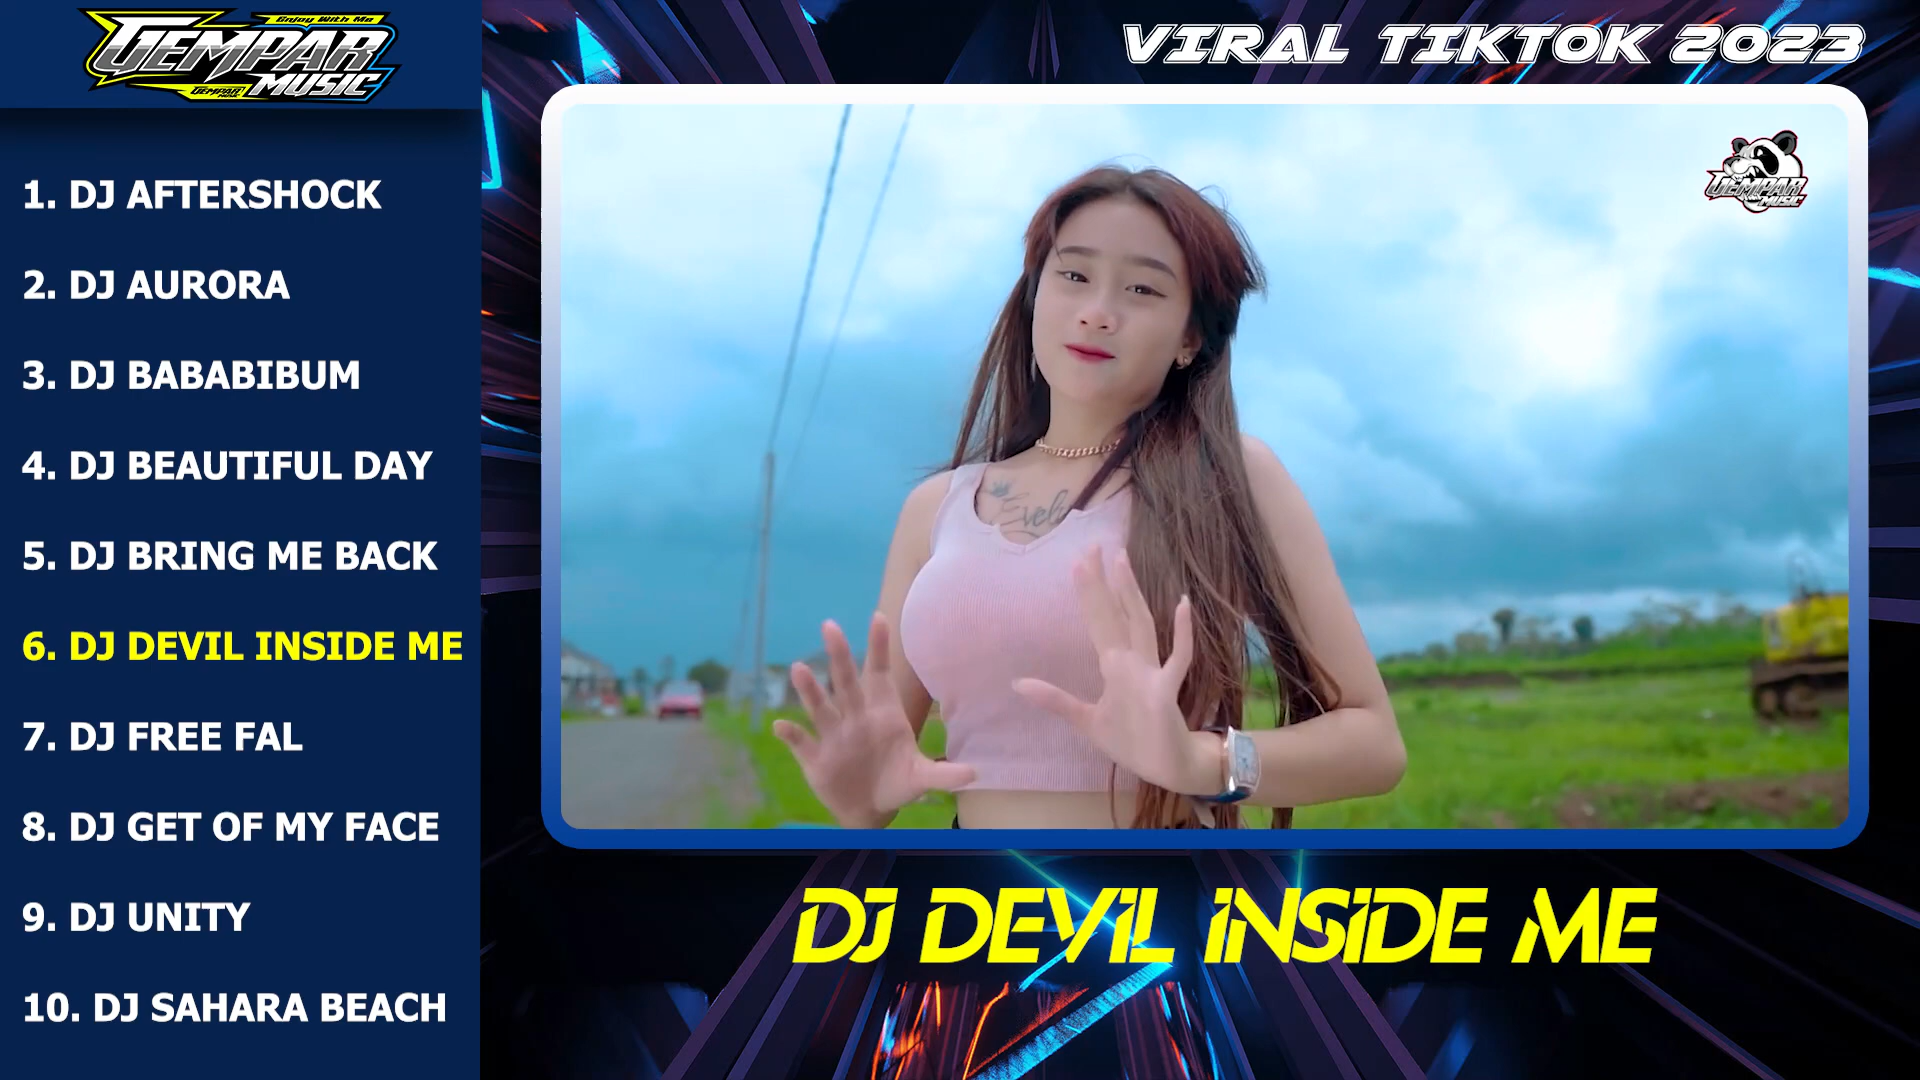 Enjoy With Me
GEMPAR
MUSIC
GEMPAR
MUSIC
VIRAL TIKTOK 2023
1. DJ AFTERSHOCK
2. DJ AURORA
3. DJ BABABIBUM
4. DJ BEAUTIFUL DAY
5. DJ BRING ME BACK
6. DJ DEVIL INSIDE ME
7. DJ FREE FAL
8. DJ GET OF MY FACE
9. DJ UNITY
10. DJ SAHARA BEACH
GEMPAR
MUSIC
DJ DEVIL INSIDE ME